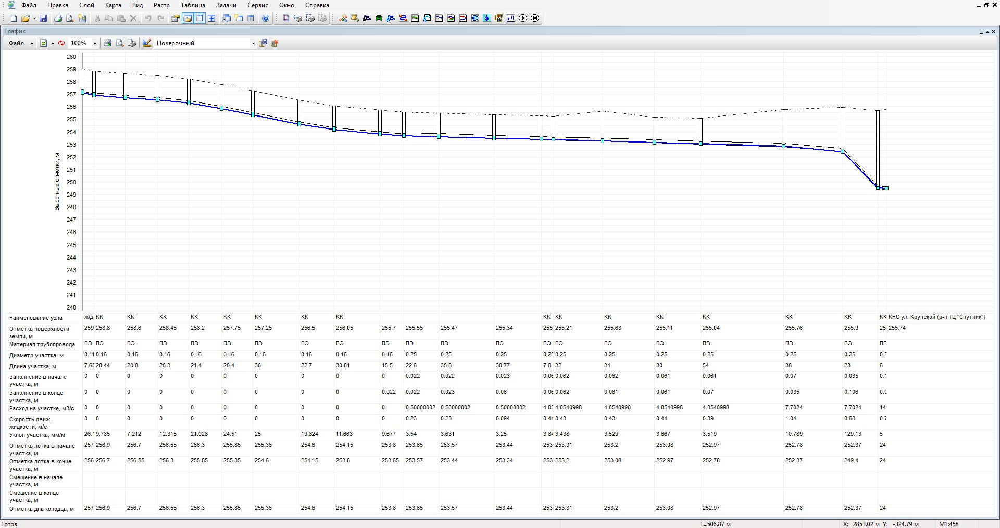 Файл Правка Слой Карта Вид Растр Таблица Задачи Сервис Окно Справка
График
Файл 100% Поверочный
260
259
258
257
256
255
254
253
252
251
250
249
248
247
246
245
244
243
242
241
240
Высотные отметки, м
Наименование узла ж/д КК КК КК КК КК КК КК КК КК КК КК КК КК КК КК КК КНС ул. Крупской (р-н ТЦ "Спутник")
Отметка поверхности земли, м 259 258.8 258.6 258.45 258.2 257.75 257.25 256.5 256.05 255.7 255.55 255.47 255.34 255 255.21 255.63 255.11 255.04 255.76 255.9 25 255.74
Материал трубопровода ПЭ ПЭ ПЭ ПЭ ПЭ ПЭ ПЭ ПЭ ПЭ ПЭ ПЭ ПЭ ПЭ ПЭ ПЭ ПЭ ПЭ ПЭ ПЭ ПЭ ПЭ
Диаметр участка, м 0.11 0.16 0.16 0.16 0.16 0.16 0.16 0.16 0.16 0.16 0.25 0.25 0.25 0.25 0.25 0.25 0.25 0.25 0.25 0.25 0.2
Длина участка, м 7.65 20.44 20.8 20.3 21.4 20.4 30 22.7 30.01 15.5 22.6 35.8 30.77 7.8 32 34 30 54 38 23 6
Заполнение в начале участка, м 0 0 0 0 0 0 0 0 0 0 0.022 0.022 0.023 0.06 0.062 0.062 0.061 0.061 0.07 0.035 0.1
Заполнение в конце участка, м 0 0 0 0 0 0 0 0 0 0.022 0.022 0.023 0.06 0.06 0.062 0.061 0.061 0.07 0.035 0.106 0.0
Расход на участке, м3/с 0 0 0 0 0 0 0 0 0 0 0.50000002 0.50000002 0.50000002 4.05 4.0540998 4.0540998 4.0540998 4.0540998 7.7024 7.7024 14
Скорость движ. жидкости, м/с 0 0 0 0 0 0 0 0 0 0 0.23 0.23 0.094 0.44 0.43 0.43 0.44 0.39 1.04 0.68 0.7
Уклон участка, мм/м 26. 9.785 7.212 12.315 21.028 24.51 25 19.824 11.663 9.677 3.54 3.631 3.25 3.84 3.438 3.529 3.667 3.519 10.789 129.13 5
Отметка лотка в начале участка, м 257 256.9 256.7 256.55 256.3 255.85 255.35 254.6 254.15 253.8 253.65 253.57 253.44 253 253.31 253.2 253.08 252.97 252.78 252.37 24
Отметка лотка в конце участка, м 256 256.7 256.55 256.3 255.85 255.35 254.6 254.15 253.8 253.65 253.57 253.44 253.34 253 253.2 253.08 252.97 252.78 252.37 249.4 24
Смещение в начале участка, м
Смещение в конце участка, м
Отметка дна колодца, м 257 256.9 256.7 256.55 256.3 255.85 255.35 254.6 254.15 253.8 253.65 253.57 253.44 253 253.31 253.2 253.08 252.97 252.78 252.37 24
Готов L=506.87 м X: 2853.02 м Y: -324.79 м М1:458